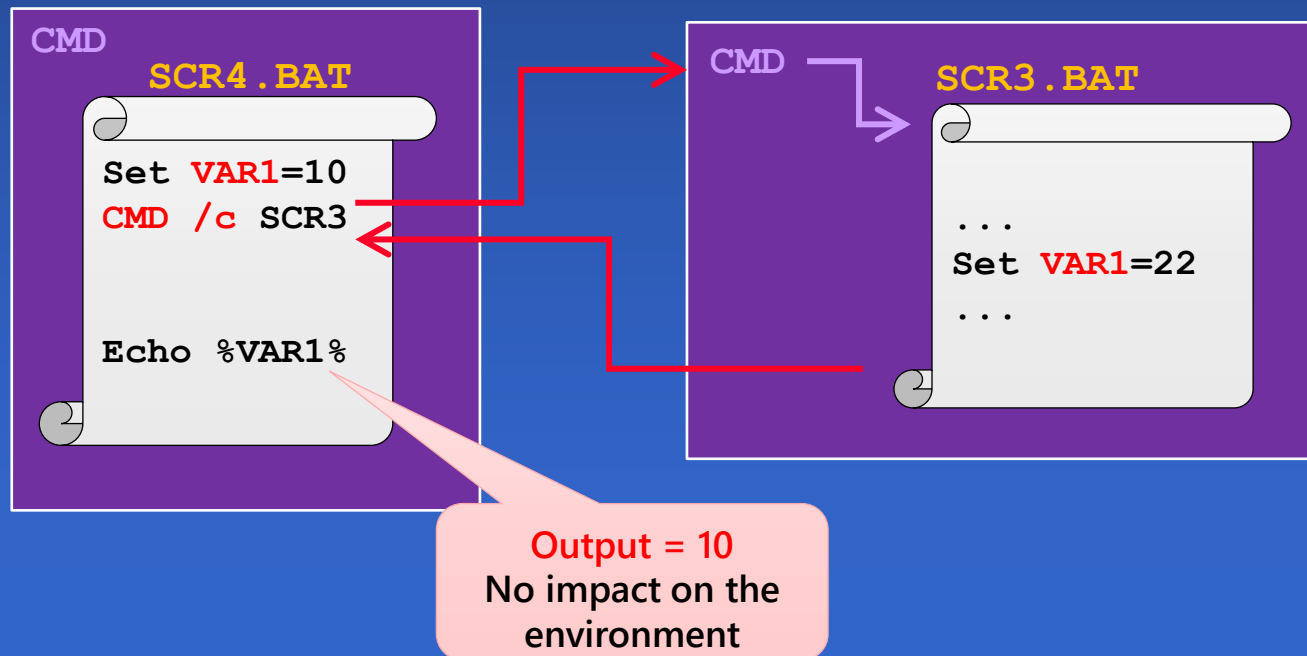 CMD
SCR4.BAT
Set VAR1=10
CMD /c SCR3
Echo %VAR1%
CMD
SCR3.BAT
...
Set VAR1=22
...
Output = 10
No impact on the
environment